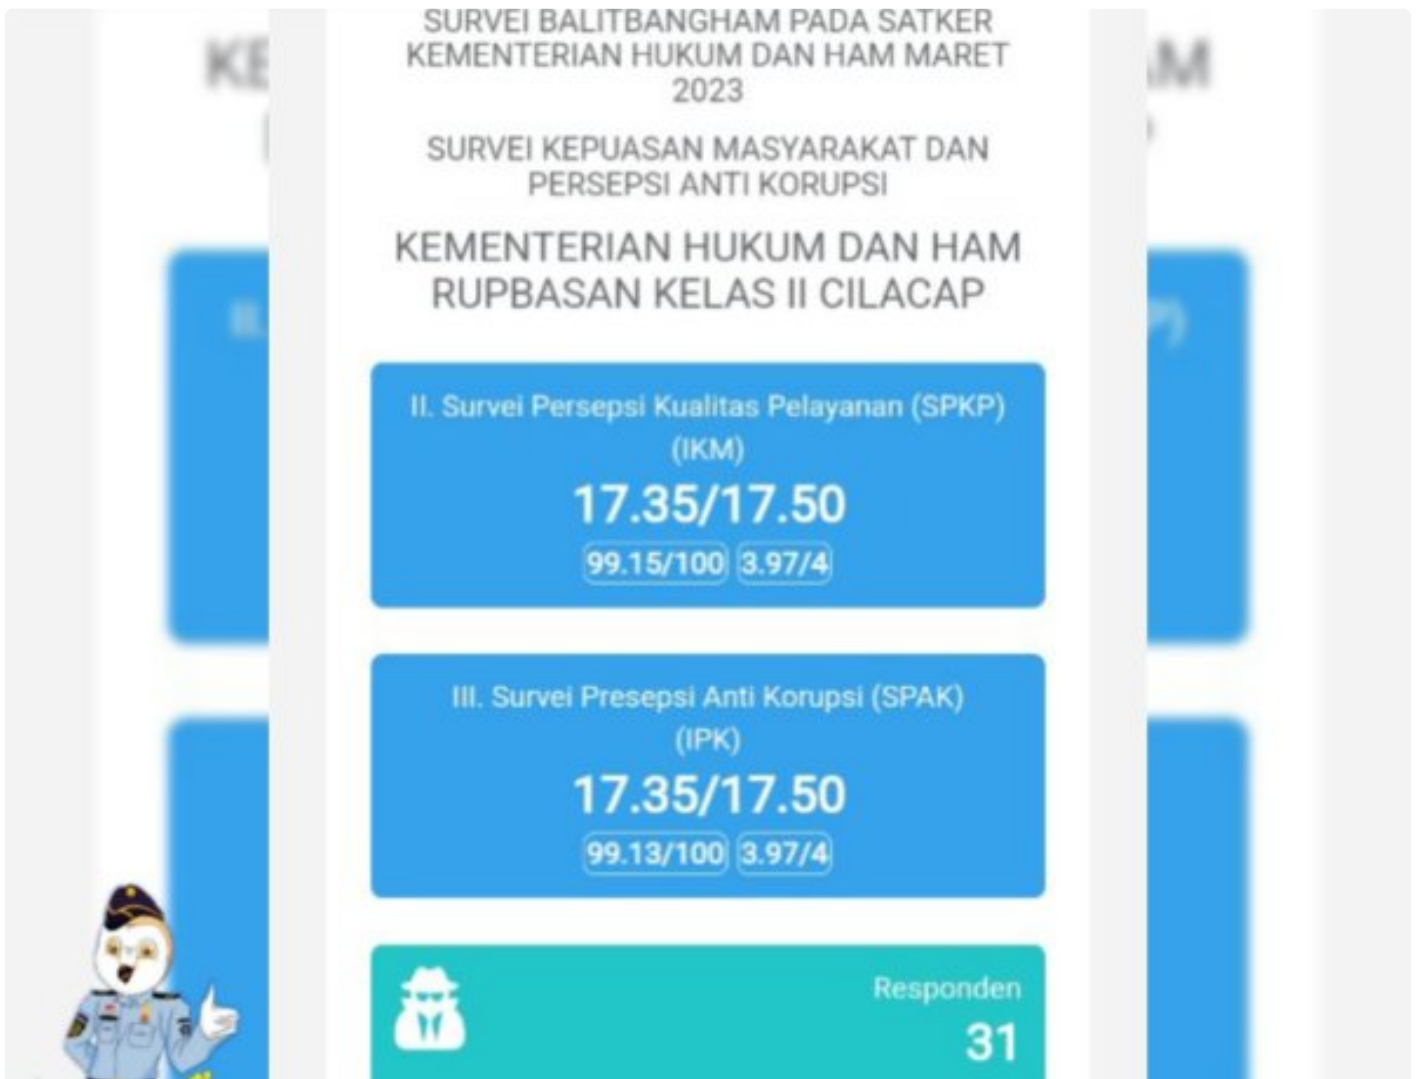 SURVEI BALITBANGHAM PADA SATKER
KEMENTERIAN HUKUM DAN HAM MARET
2023
SURVEI KEPUASAN MASYARAKAT DAN
PERSEPSI ANTI KORUPSI
KEMENTERIAN HUKUM DAN HAM
RUPBASAN KELAS II CILACAP
II. Survei Persepsi Kualitas Pelayanan (SPKP)
(IKM)
17.35/17.50
99.15/100 3.97/4
III. Survei Presepsi Anti Korupsi (SPAK)
(IPK)
17.35/17.50
99.13/100 3.97/4
Responden
31
KE
AM
II.
P)